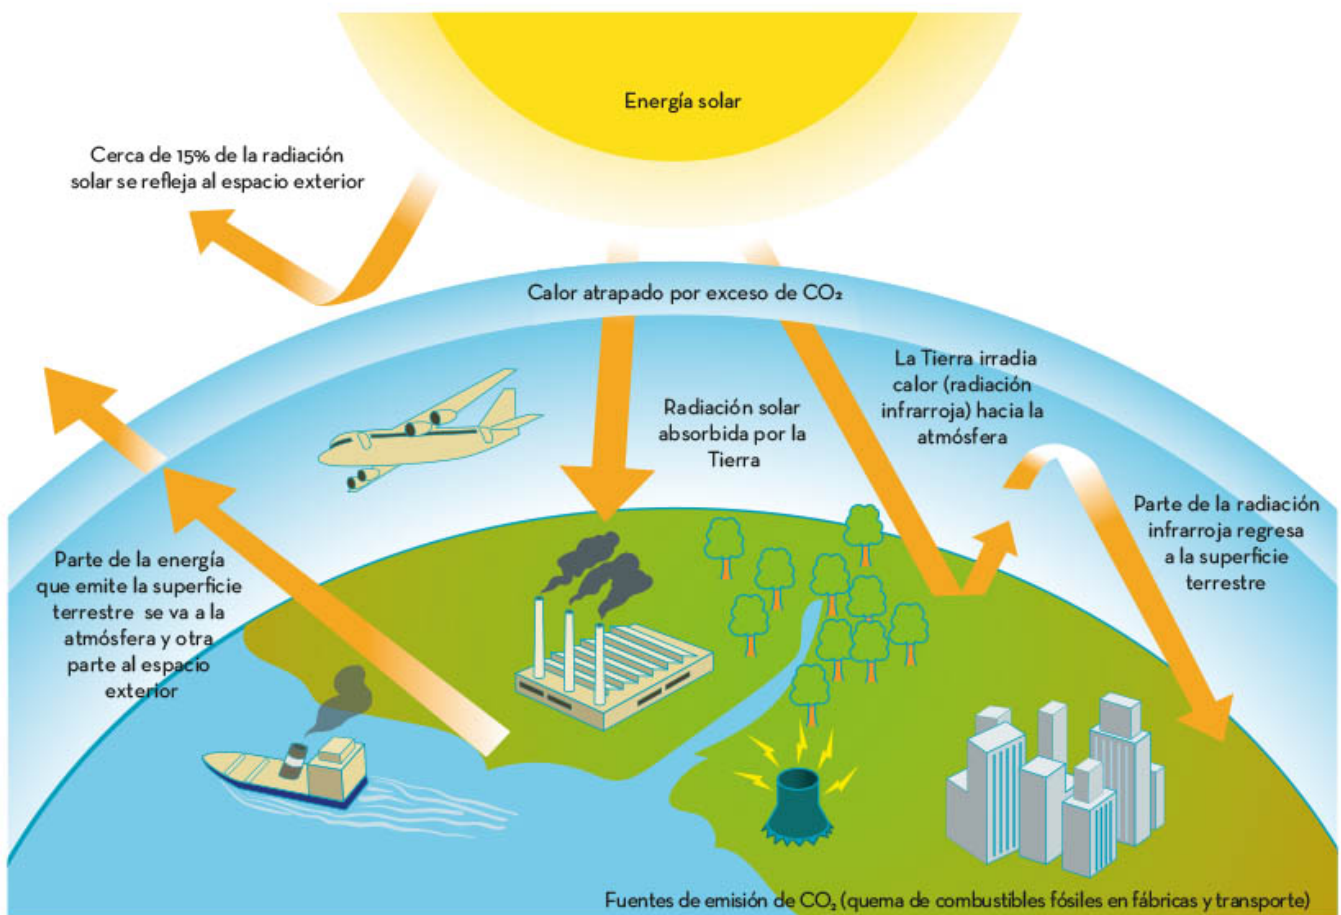 Energía solar
Cerca de 15% de la radiación
solar se refleja al espacio exterior
Calor atrapado por exceso de CO₂
La Tierra irradia
calor (radiación
infrarroja) hacia la
atmósfera
Radiación solar
absorbida por la
Tierra
Parte de la radiación
infrarroja regresa
a la superficie
terrestre
Parte de la energía
que emite la superficie
terrestre se va a la
atmósfera y otra
parte al espacio
exterior
Fuentes de emisión de CO₂ (quema de combustibles fósiles en fábricas y transporte)